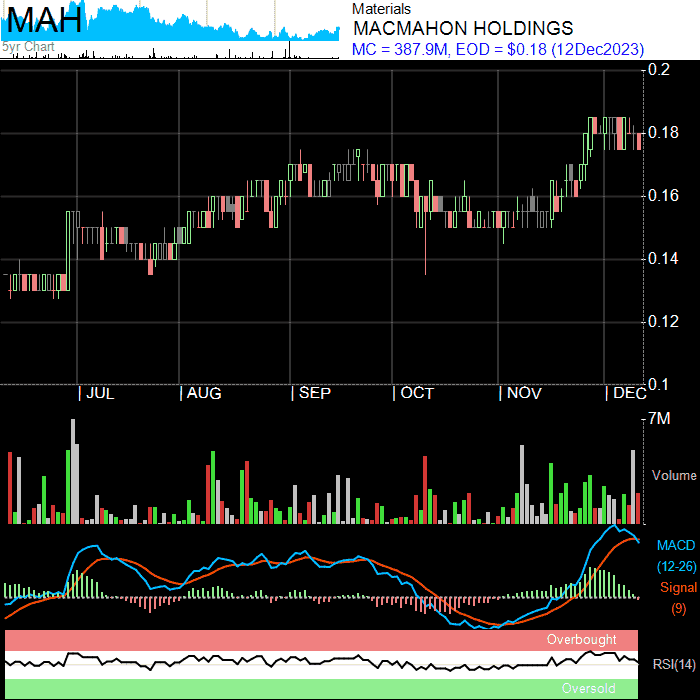 MAH
5yr Chart
Materials
MACMAHON HOLDINGS
MC = 387.9M, EOD = $0.18 (12Dec2023)
0.2
0.18
0.16
0.14
0.12
0.1
JUL AUG SEP OCT NOV DEC
7M
Volume
MACD
(12-26)
Signal
(9)
Overbought
RSI(14)
Oversold